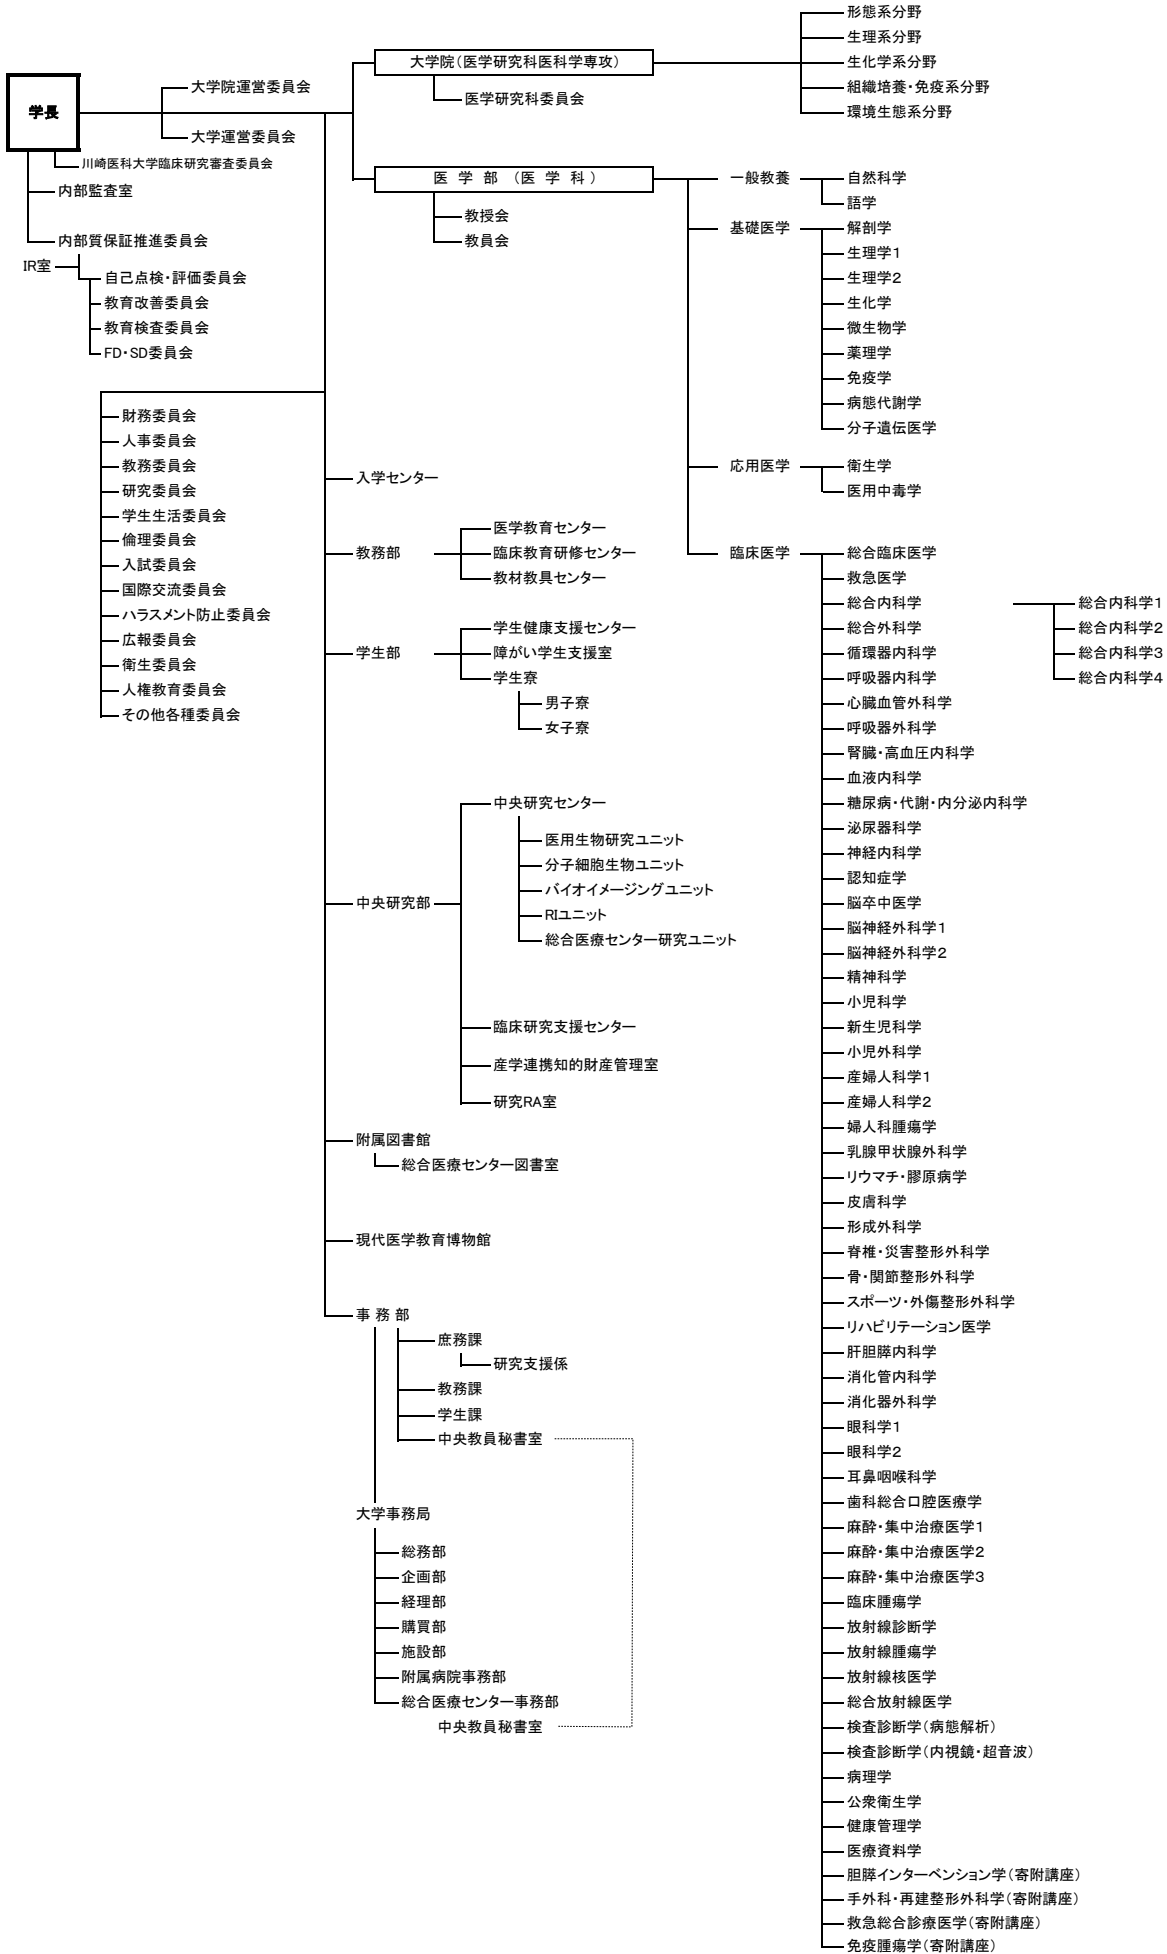 学長
大学院運営委員会
大学運営委員会
川崎医科大学臨床研究審査委員会
内部監査室
内部質保証推進委員会
IR室
自己点検・評価委員会
教育改善委員会
教育検査委員会
FD・SD委員会
財務委員会
人事委員会
教務委員会
研究委員会
学生生活委員会
倫理委員会
入試委員会
国際交流委員会
ハラスメント防止委員会
広報委員会
衛生委員会
人権教育委員会
その他各種委員会
大学院(医学研究科医科学専攻)
医学研究科委員会
形態系分野
生理系分野
生化学系分野
組織培養・免疫系分野
環境生態系分野
医 学 部 (医 学 科)
教授会
教員会
一般教養
自然科学
語学
基礎医学
解剖学
生理学1
生理学2
生化学
微生物学
薬理学
免疫学
病態代謝学
分子遺伝医学
応用医学
衛生学
医用中毒学
臨床医学
総合臨床医学
救急医学
総合内科学
総合内科学1
総合内科学2
総合内科学3
総合内科学4
総合外科学
循環器内科学
呼吸器内科学
心臓血管外科学
呼吸器外科学
腎臓・高血圧内科学
血液内科学
糖尿病・代謝・内分泌内科学
泌尿器科学
神経内科学
認知症学
脳卒中医学
脳神経外科学1
脳神経外科学2
精神科学
小児科学
新生児科学
小児外科学
産婦人科学1
産婦人科学2
婦人科腫瘍学
乳腺甲状腺外科学
リウマチ・膠原病学
皮膚科学
形成外科学
脊椎・災害整形外科学
骨・関節整形外科学
スポーツ・外傷整形外科学
リハビリテーション医学
肝胆膵内科学
消化管内科学
消化器外科学
眼科学1
眼科学2
耳鼻咽喉科学
歯科総合口腔医療学
麻酔・集中治療医学1
麻酔・集中治療医学2
麻酔・集中治療医学3
臨床腫瘍学
放射線診断学
放射線腫瘍学
放射線核医学
総合放射線医学
検査診断学(病態解析)
検査診断学(内視鏡・超音波)
病理学
公衆衛生学
健康管理学
医療資料学
胆膵インターベンション学(寄附講座)
手外科・再建整形外科学(寄附講座)
救急総合診療医学(寄附講座)
免疫腫瘍学(寄附講座)
入学センター
教務部
医学教育センター
臨床教育研修センター
教材教具センター
学生部
学生健康支援センター
障がい学生支援室
学生寮
男子寮
女子寮
中央研究部
中央研究センター
医用生物研究ユニット
分子細胞生物ユニット
バイオイメージングユニット
RIユニット
総合医療センター研究ユニット
臨床研究支援センター
産学連携知的財産管理室
研究RA室
附属図書館
総合医療センター図書室
現代医学教育博物館
事 務 部
庶務課
研究支援係
教務課
学生課
中央教員秘書室
大学事務局
総務部
企画部
経理部
購買部
施設部
附属病院事務部
総合医療センター事務部
中央教員秘書室